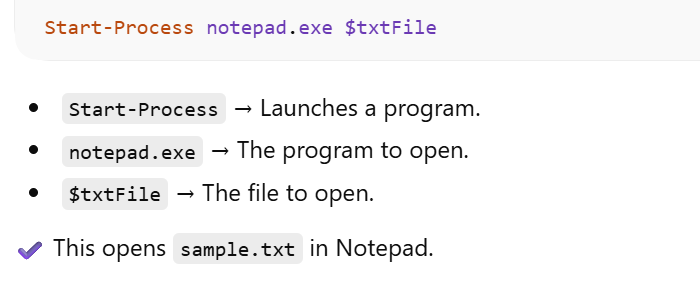 Start-Process notepad.exe $txtFile
• Start-Process → Launches a program.
• notepad.exe → The program to open.
• $txtFile → The file to open.
✔ This opens sample.txt in Notepad.